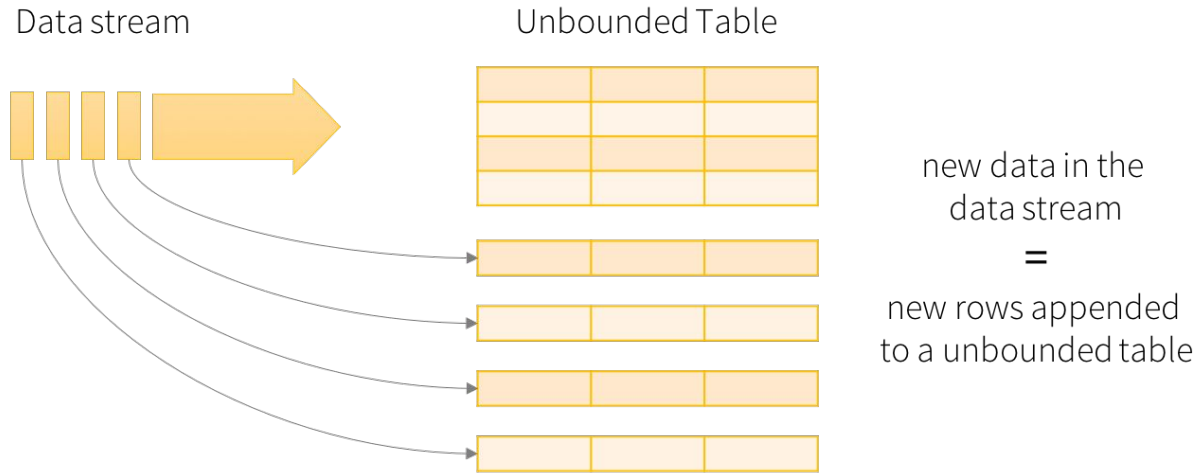 Data stream
Unbounded Table
new data in the
data stream
=
new rows appended
to a unbounded table